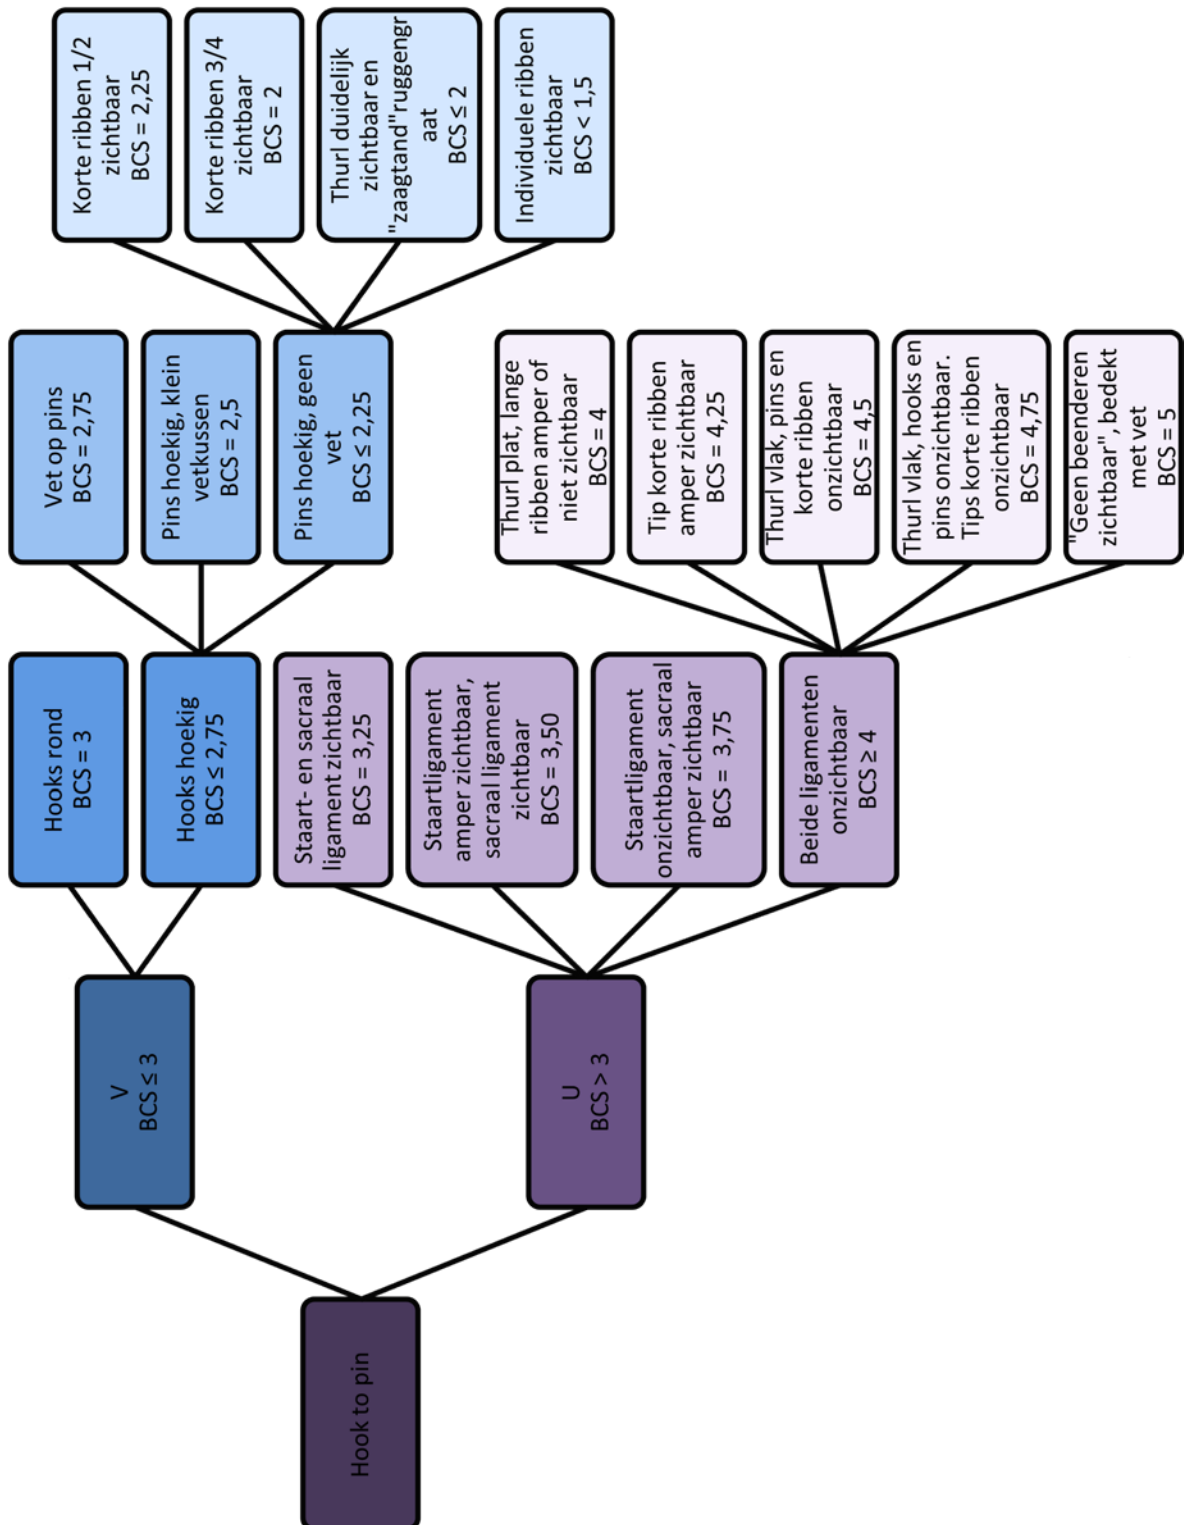 Hook to pin
V
BCS ≤ 3
U
BCS > 3
Hooks rond
BCS = 3
Hooks hoekig
BCS ≤ 2,75
Staart- en sacraal
ligament zichtbaar
BCS = 3,25
Staartligament
amper zichtbaar,
sacraal ligament
zichtbaar
BCS = 3,50
Staartligament
onzichtbaar, sacraal
amper zichtbaar
BCS = 3,75
Beide ligamenten
onzichtbaar
BCS ≥ 4
Vet op pins
BCS = 2,75
Pins hoekig, klein
vetkussen
BCS = 2,5
Pins hoekig, geen
vet
BCS ≤ 2,25
Thurl plat, lange
ribben amper of
niet zichtbaar
BCS = 4
Tip korte ribben
amper zichtbaar
BCS = 4,25
Thurl vlak, pins en
korte ribben
onzichtbaar
BCS = 4,5
Thurl vlak, hooks en
pins onzichtbaar.
Tips korte ribben
onzichtbaar
BCS = 4,75
"Geen beenderen
zichtbaar", bedekt
met vet
BCS = 5
Korte ribben 1/2
zichtbaar
BCS = 2,25
Korte ribben 3/4
zichtbaar
BCS = 2
Thurl duidelijk
zichtbaar en
"zaagtand"ruggengr
aat
BCS ≤ 2
Individuele ribben
zichtbaar
BCS < 1,5